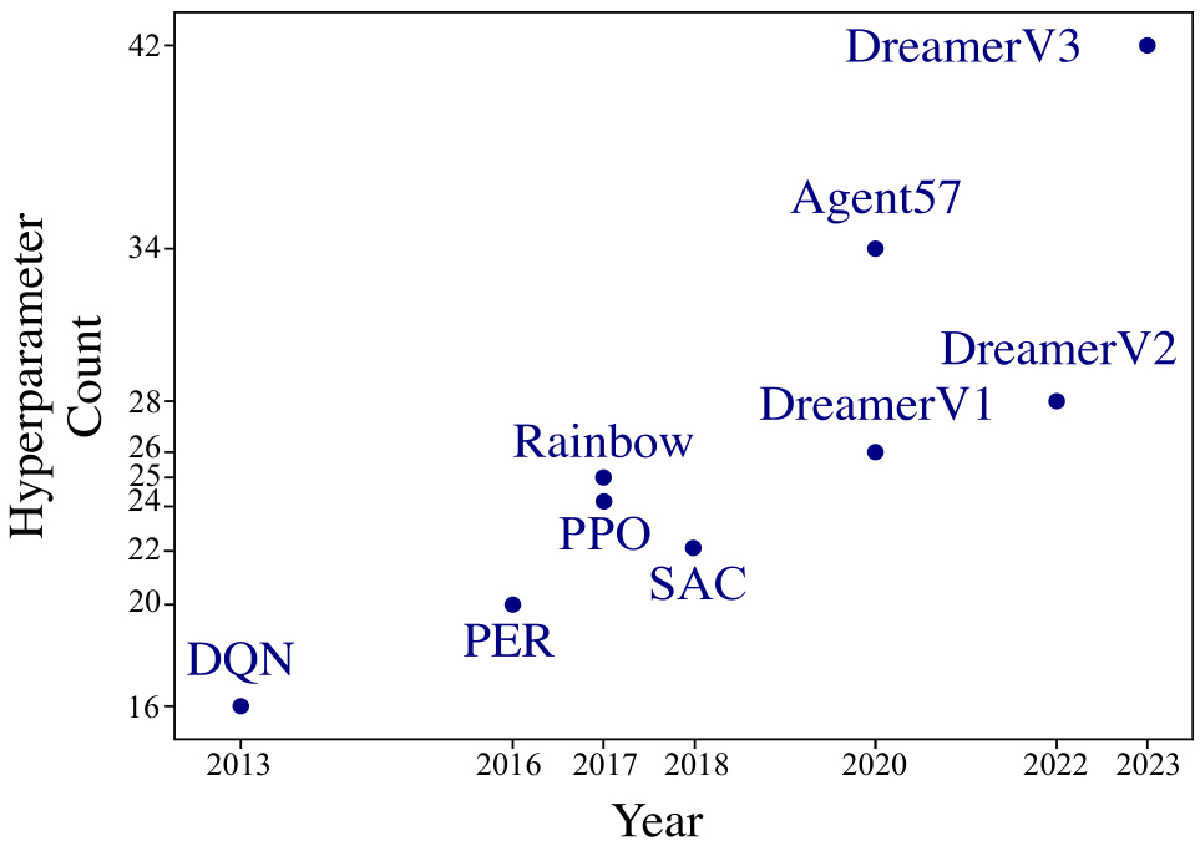 42
DreamerV3
Agent57
34
DreamerV2
28
DreamerV1
26
Rainbow
25
24
PPO
22
SAC
20
PER
DQN
16
Hyperparameter
Count
2013 2016 2017 2018 2020 2022 2023
Year